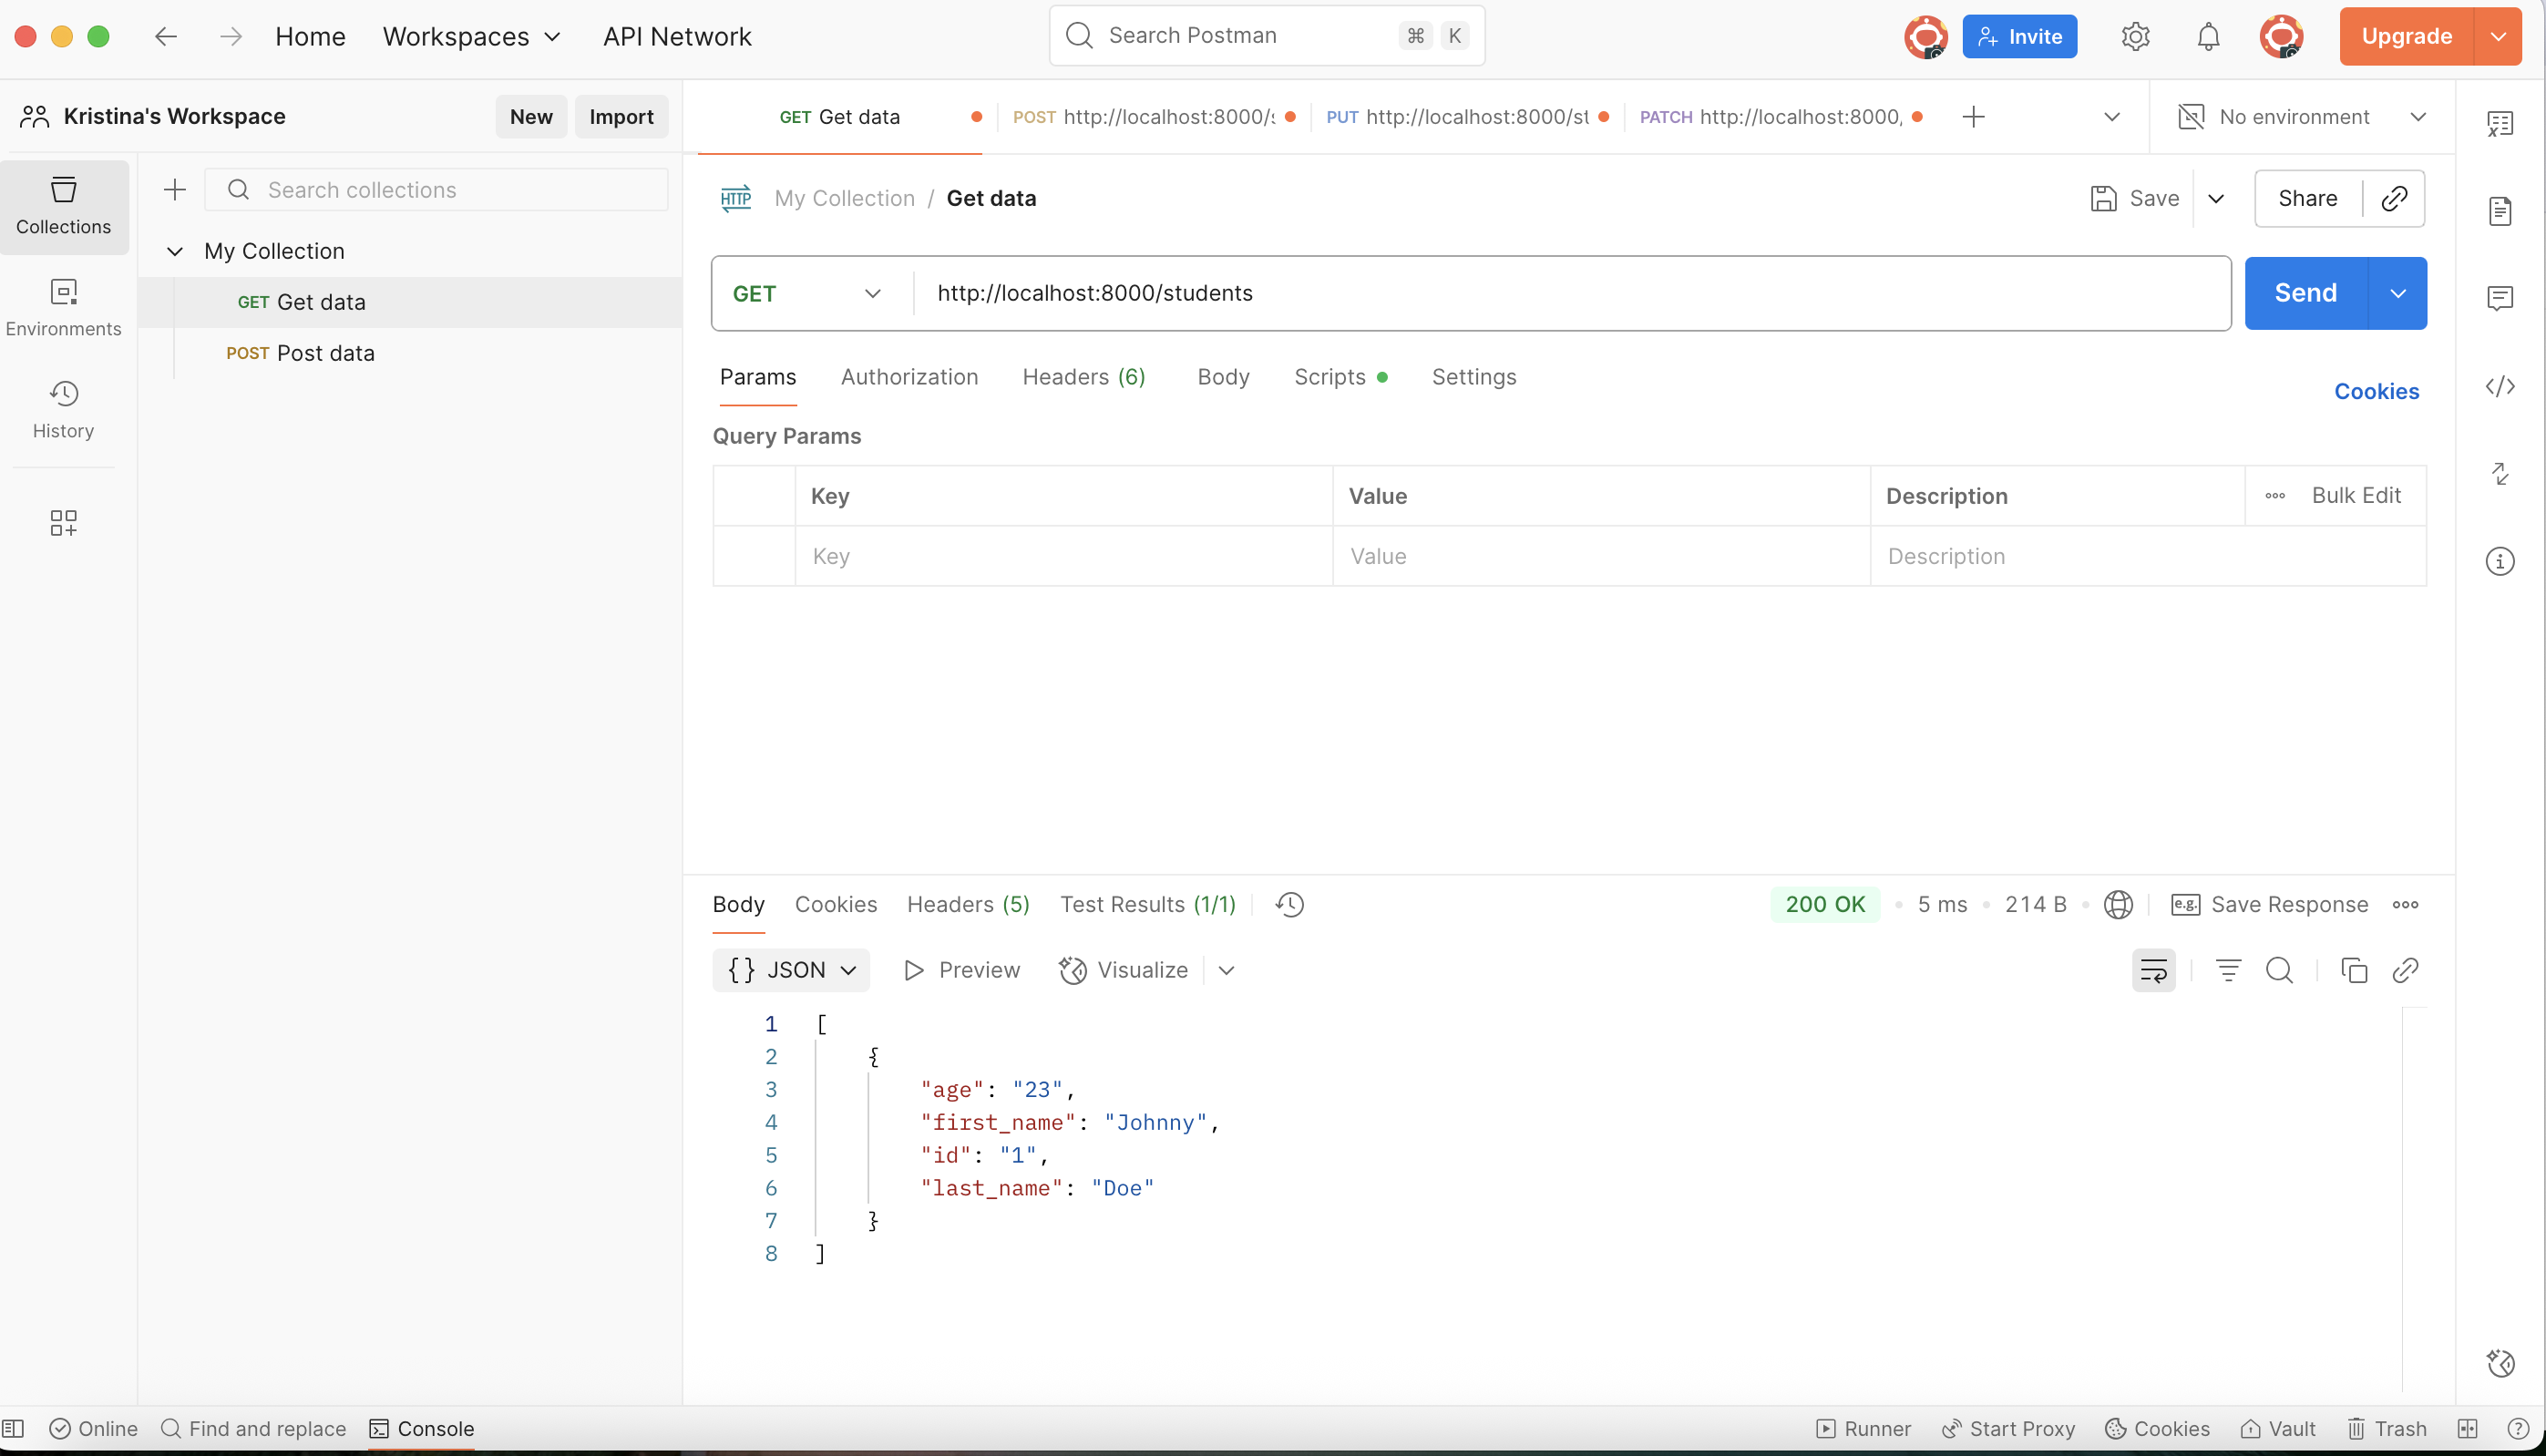 Home Workspaces API Network Search Postman ⌘ K Invite Upgrade
Kristina's Workspace New Import GET Get data POST http://localhost:8000/s PUT http://localhost:8000/st PATCH http://localhost:8000, No environment
Collections
Environments
History
Search collections
My Collection
GET Get data
POST Post data
HTTP My Collection / Get data Save Share
GET http://localhost:8000/students Send
Params Authorization Headers (6) Body Scripts Settings Cookies
Query Params
Key Value Description Bulk Edit
Key Value Description
Body Cookies Headers (5) Test Results (1/1) 200 OK 5 ms 214 B e.g. Save Response
{} JSON Preview Visualize
1 [
2 {
3 "age": "23",
4 "first_name": "Johnny",
5 "id": "1",
6 "last_name": "Doe"
7 }
8 ]
Online Find and replace Console Runner Start Proxy Cookies Vault Trash